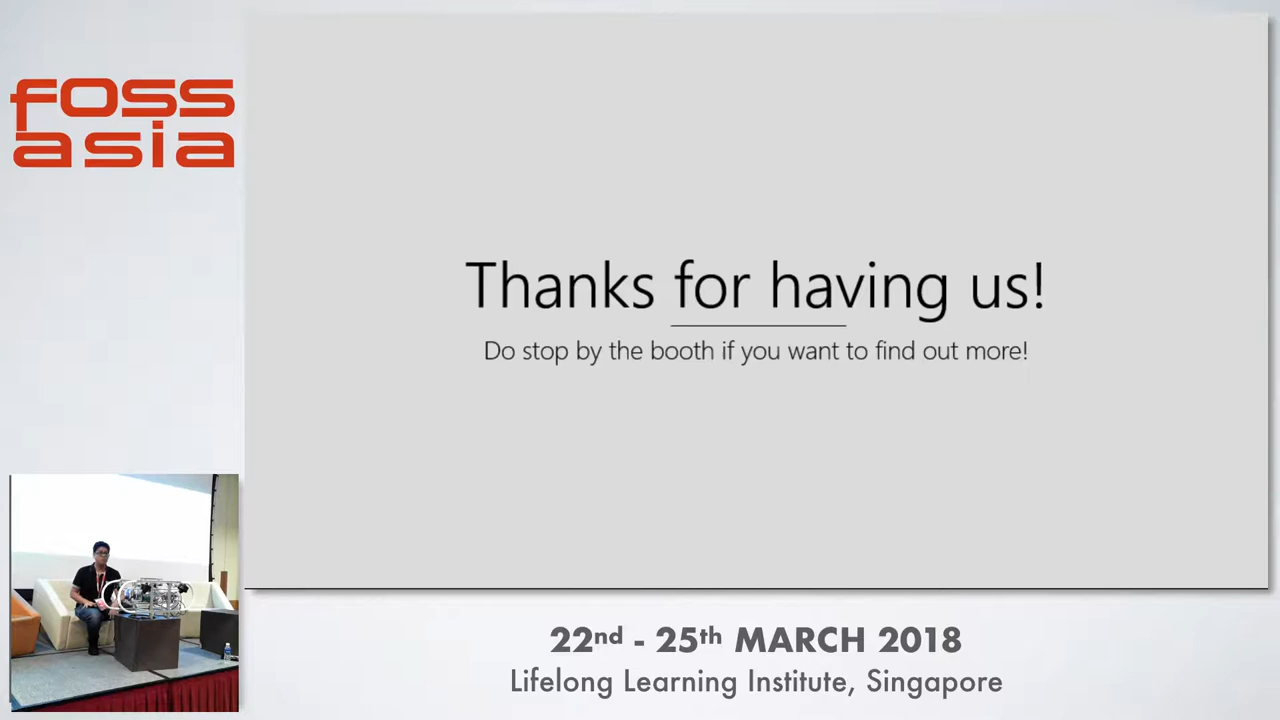 foss
asia
Thanks for having us!
Do stop by the booth if you want to find out more!
22nd - 25th MARCH 2018
Lifelong Learning Institute, Singapore